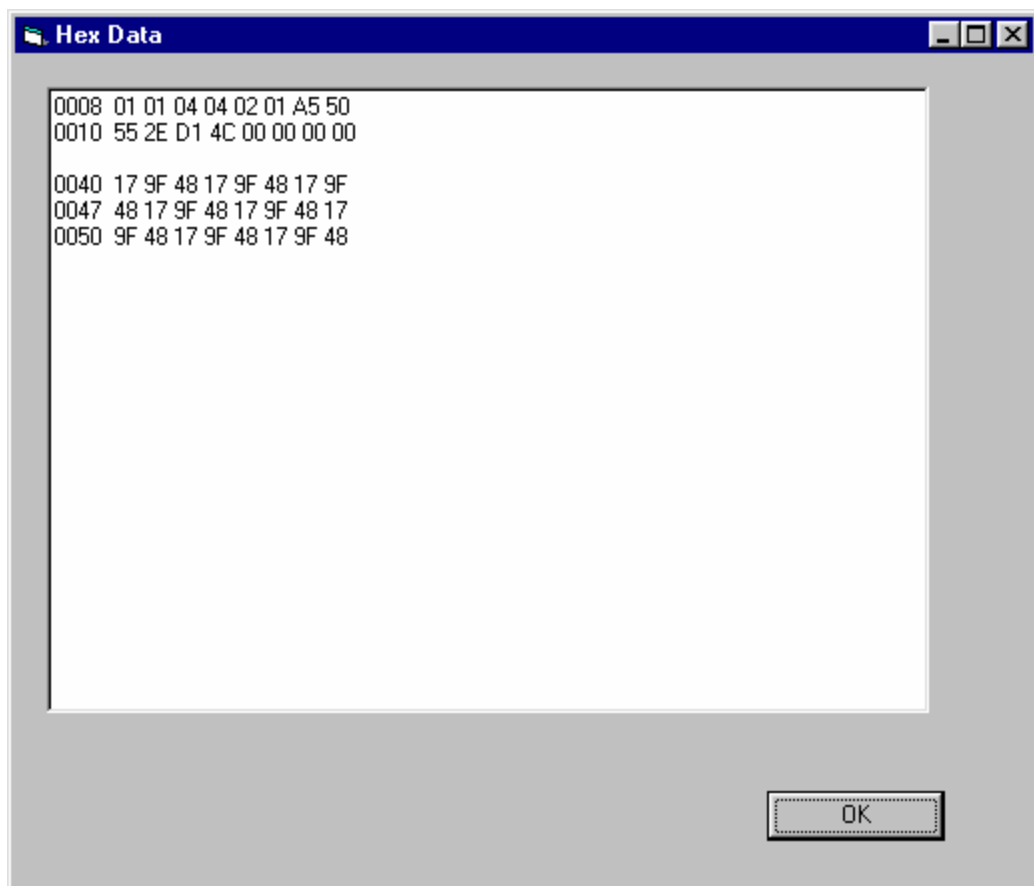 Hex Data
0008 01 01 04 04 02 01 A5 50
0010 55 2E D1 4C 00 00 00 00
0040 17 9F 48 17 9F 48 17 9F
0047 48 17 9F 48 17 9F 48 17
0050 9F 48 17 9F 48 17 9F 48
OK